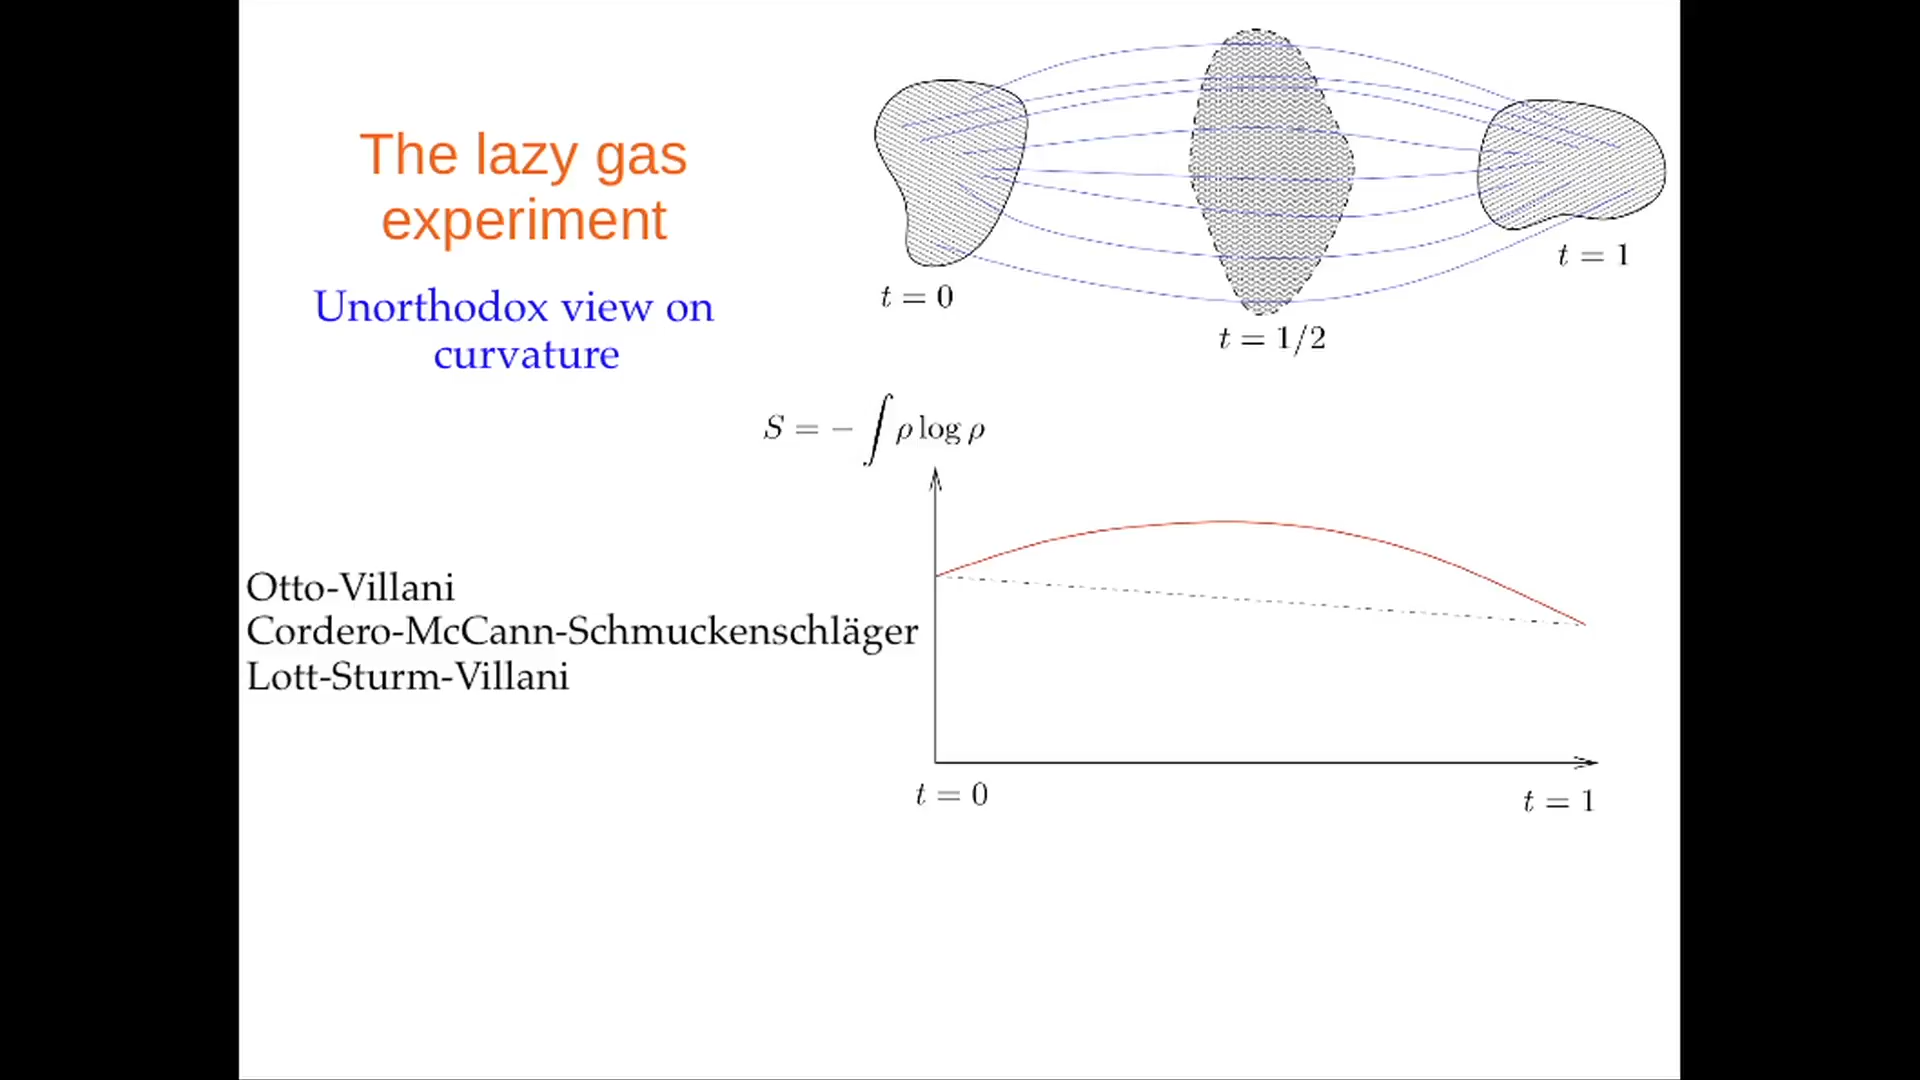 The lazy gas
experiment
Unorthodox view on
curvature
t = 0
t = 1/2
t = 1
S = − ∫ ρ log ρ
Otto-Villani
Cordero-McCann-Schmuckenschläger
Lott-Sturm-Villani
t = 0
t = 1